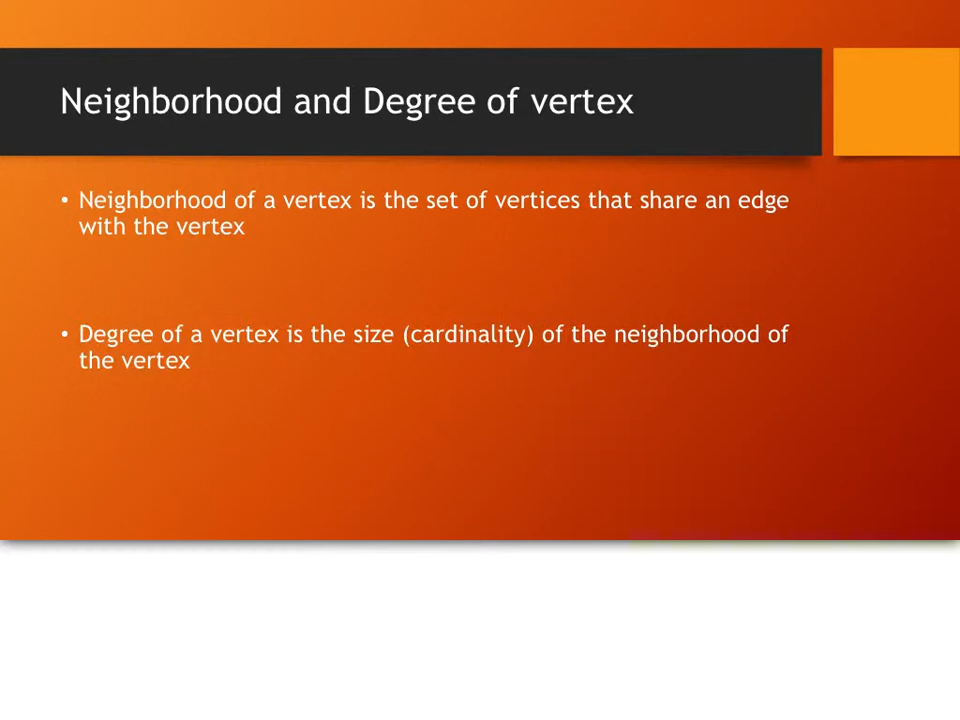 Neighborhood and Degree of vertex
• Neighborhood of a vertex is the set of vertices that share an edge
with the vertex
• Degree of a vertex is the size (cardinality) of the neighborhood of
the vertex